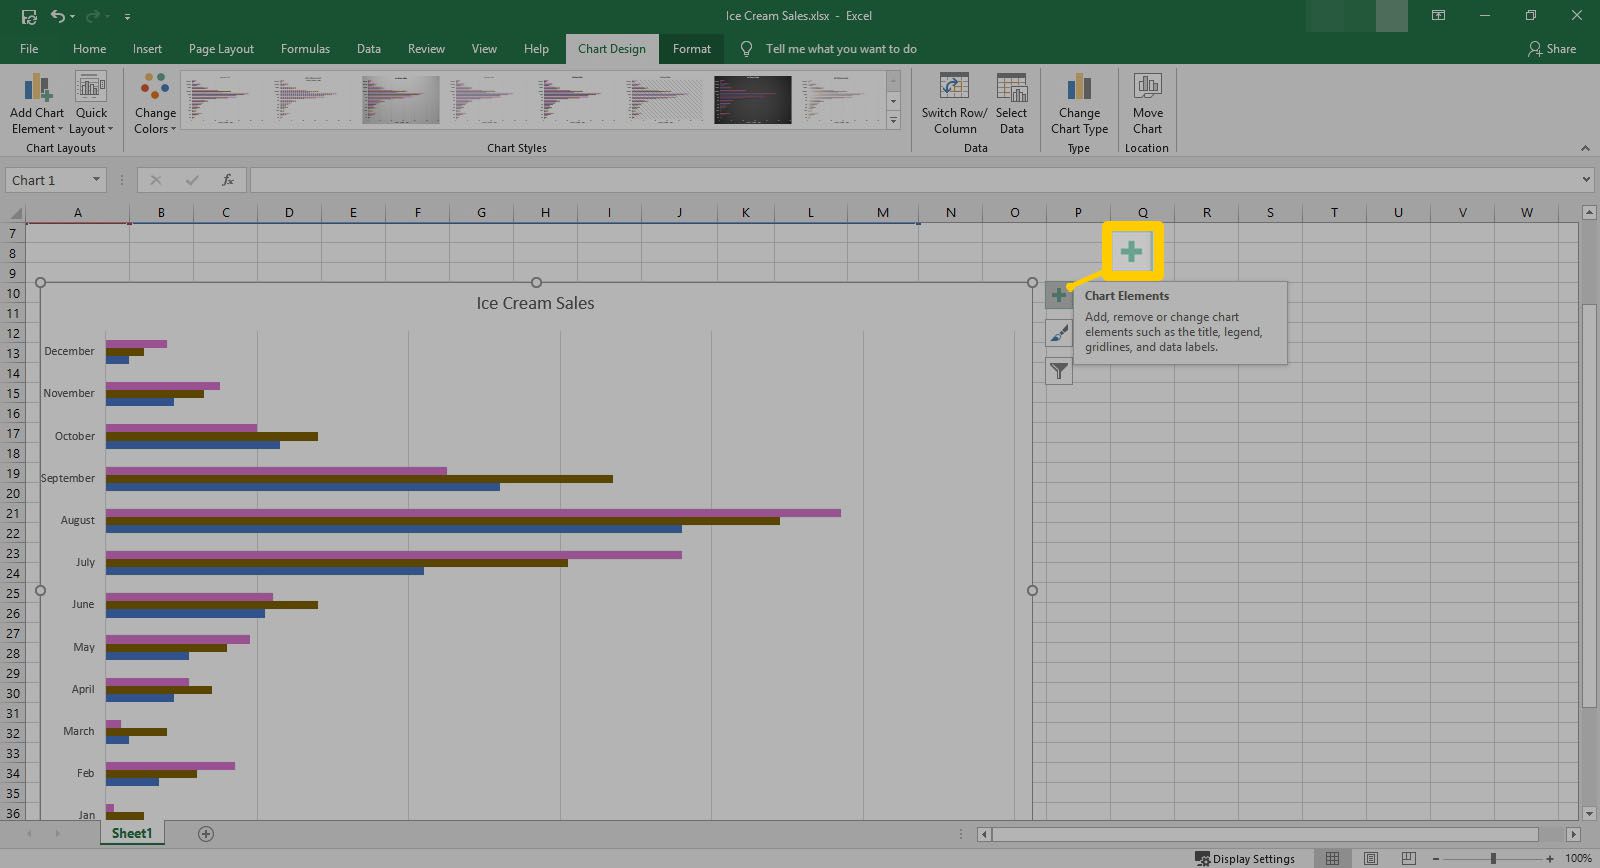 Ice Cream Sales.xlsx - Excel
File Home Insert Page Layout Formulas Data Review View Help Chart Design Format Tell me what you want to do Share
Add Chart Element
Quick Layout
Change Colors
Switch Row/ Column
Select Data
Change Chart Type
Move Chart
Chart Layouts Chart Styles Data Type Location
Chart 1 fx
A B C D E F G H I J K L M N O P Q R S T U V W
7
8
9
10
11
12
13
14
15
16
17
18
19
20
21
22
23
24
25
26
27
28
29
30
31
32
33
34
35
36
Ice Cream Sales
December
November
October
September
August
July
June
May
April
March
Feb
Jan
Chart Elements
Add, remove or change chart
elements such as the title, legend,
gridlines, and data labels.
Sheet1
Display Settings 100%